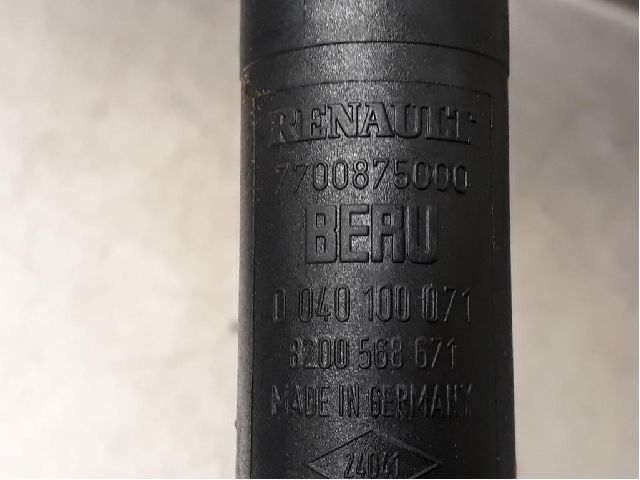 RENAULT
7700875000
BERU
0 040 100 071
8200 568 671
MADE IN GERMANY
24041